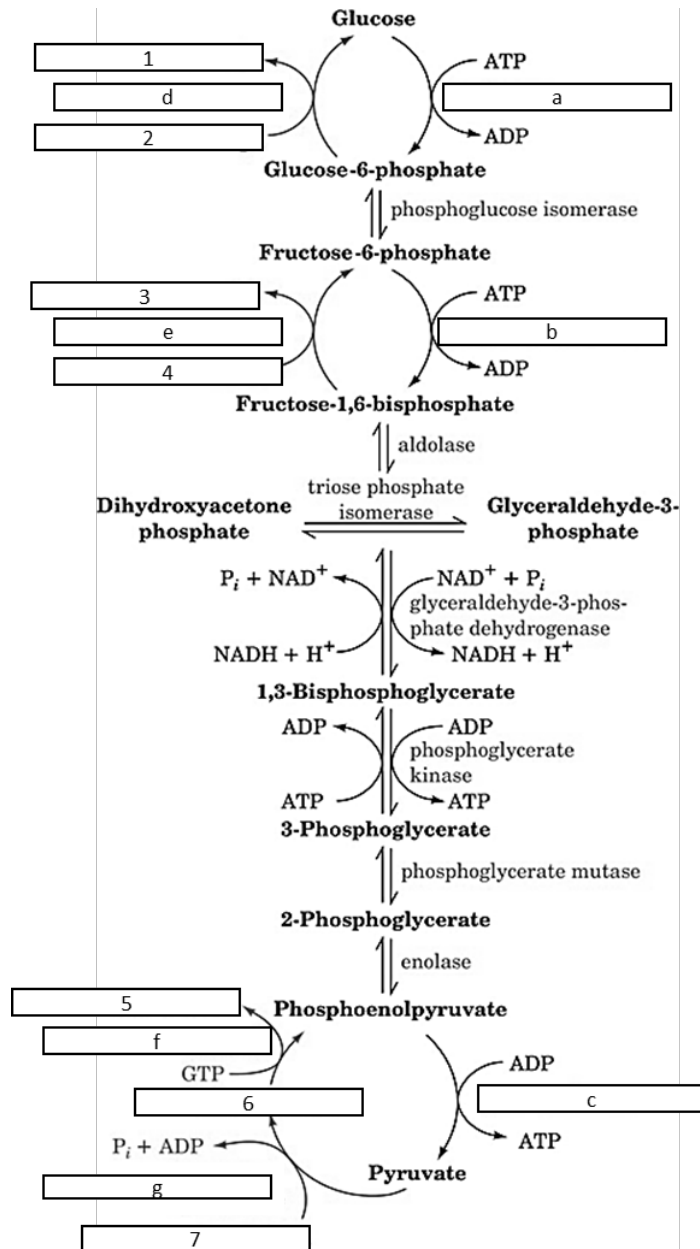 Glucose
1
ATP
d
a
2
ADP
Glucose-6-phosphate
phosphoglucose isomerase
Fructose-6-phosphate
3
ATP
e
b
4
ADP
Fructose-1,6-bisphosphate
aldolase
Dihydroxyacetone
phosphate
triose phosphate
isomerase
Glyceraldehyde-3-
phosphate
Pi + NAD+
NAD+ + Pi
glyceraldehyde-3-phos-
phate dehydrogenase
NADH + H+
NADH + H+
1,3-Bisphosphoglycerate
ADP
ADP
phosphoglycerate
kinase
ATP
ATP
3-Phosphoglycerate
phosphoglycerate mutase
2-Phosphoglycerate
enolase
5
Phosphoenolpyruvate
f
GTP
ADP
6
c
Pi + ADP
ATP
Pyruvate
g
7